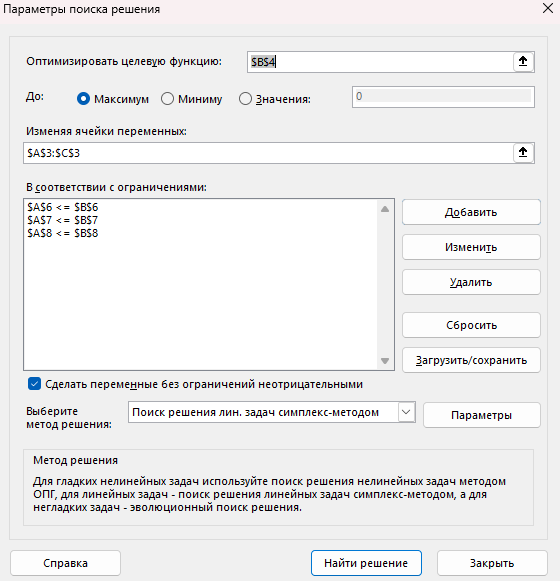 Параметры поиска решения
Оптимизировать целевую функцию:
$B$4
До:
Максимум
Миниму
Значения:
0
Изменяя ячейки переменных:
$A$3:$C$3
В соответствии с ограничениями:
$A$6 <= $B$6
$A$7 <= $B$7
$A$8 <= $B$8
Добавить
Изменить
Удалить
Сбросить
Загрузить/сохранить
Сделать переменные без ограничений неотрицательными
Выберите
метод решения:
Поиск решения лин. задач симплекс-методом
Параметры
Метод решения
Для гладких нелинейных задач используйте поиск решения нелинейных задач методом
ОПГ, для линейных задач - поиск решения линейных задач симплекс-методом, а для
негладких задач - эволюционный поиск решения.
Справка
Найти решение
Закрыть